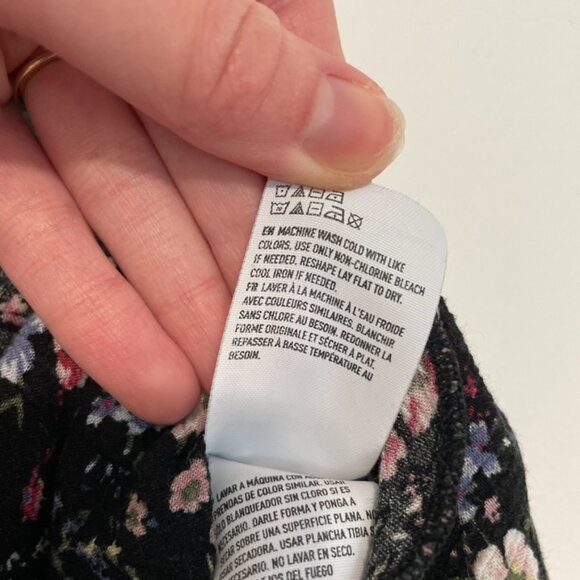 EN MACHINE WASH COLD WITH LIKE
COLORS. USE ONLY NON-CHLORINE BLEACH
IF NEEDED. RESHAPE LAY FLAT TO DRY.
COOL IRON IF NEEDED.
FR LAVER À LA MACHINE À L'EAU FROIDE
AVEC COULEURS SIMILAIRES. BLANCHIR
SANS CHLORE AU BESOIN. REDONNER LA
FORME ORIGINALE ET SÉCHER À PLAT.
REPASSER À BASSE TEMPÉRATURE AU
BESOIN.
LAVAR A MÁQUINA CON
PRENDAS DE COLOR SIMILAR. USAR
BLANQUEADOR SIN CLORO SI ES
NECESARIO. DARLE FORMA Y PONGA A
SECAR SOBRE UNA SUPERFICIE PLANA. NO
USAR SECADORA. USAR PLANCHA TIBIA S
NECESARIO. NO LAVAR EN SECO.
DEL FUEGO